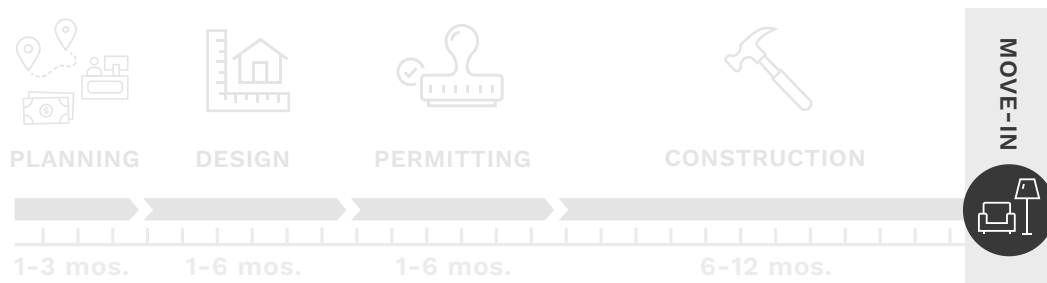 PLANNING
DESIGN
PERMITTING
CONSTRUCTION
MOVE-IN
1-3 mos.
1-6 mos.
1-6 mos.
6-12 mos.
$